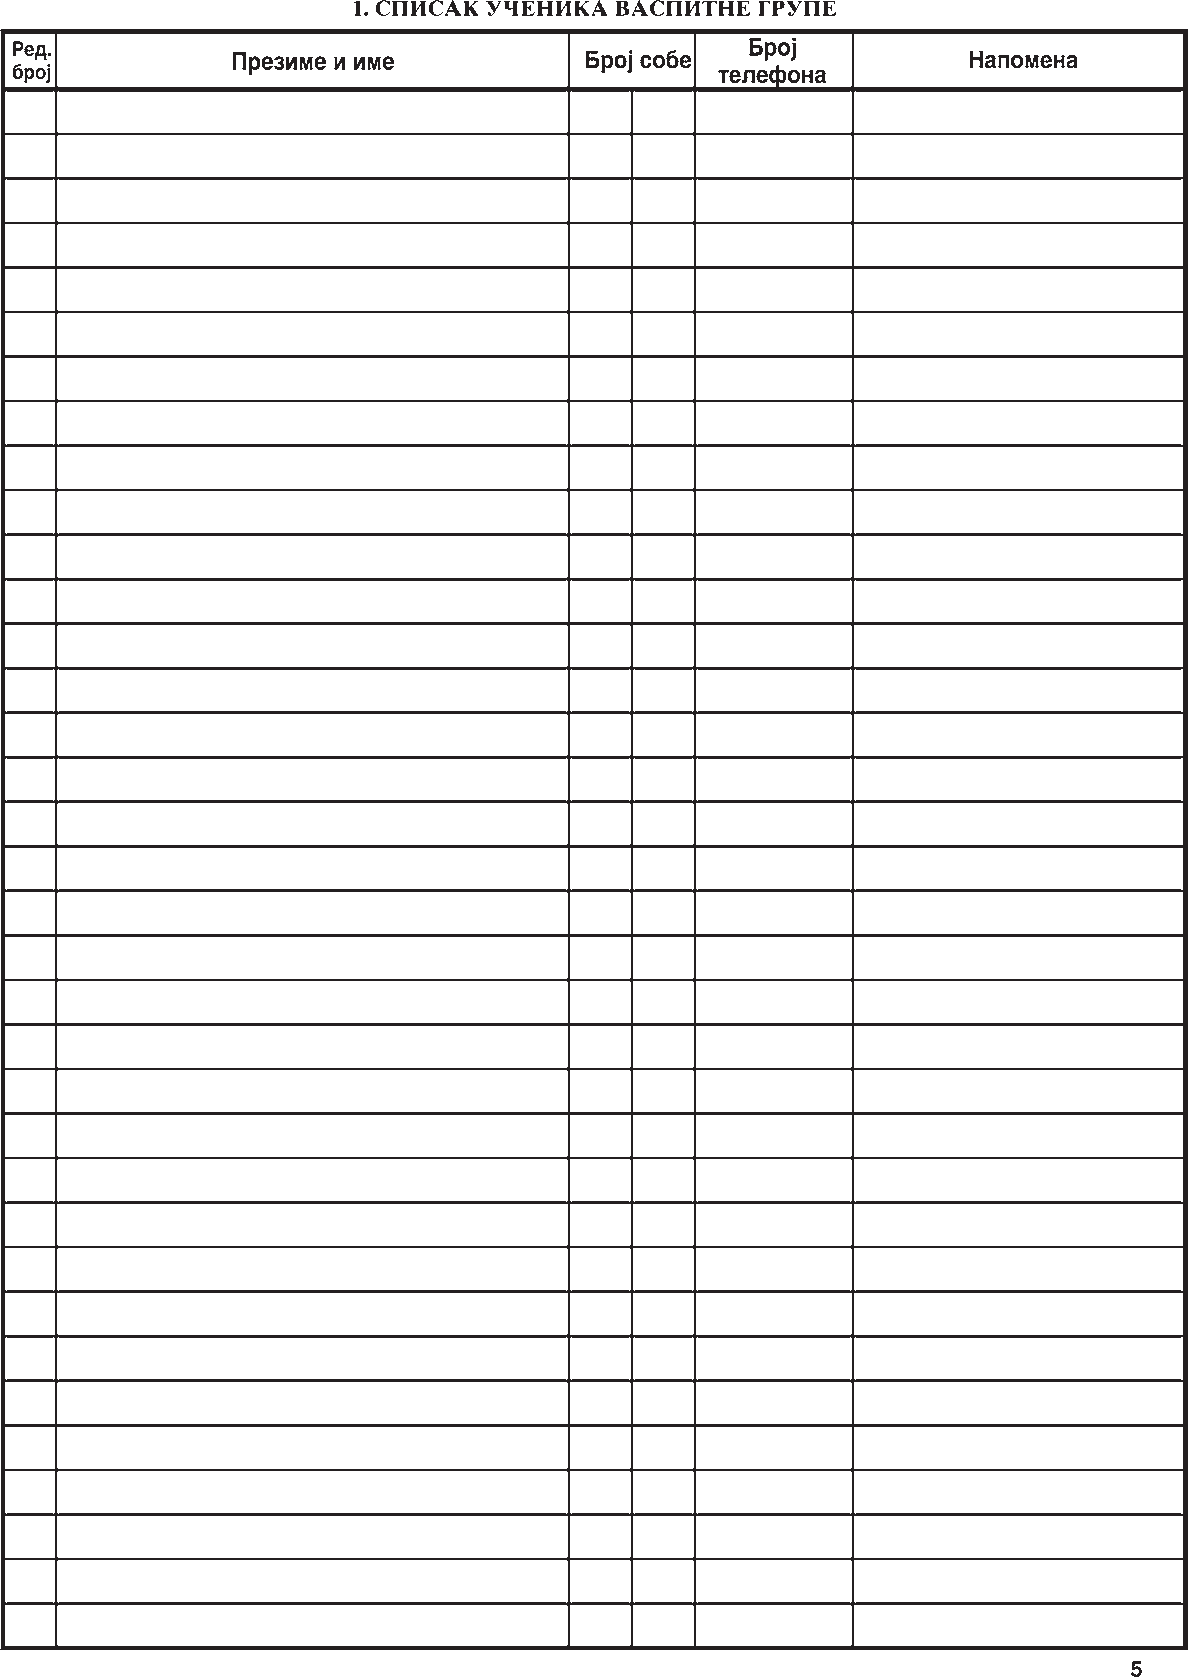 1. СПИСАК УЧЕНИКА ВАСПИТНЕ ГРУПЕ
Ред.
број
Презиме и име
Број собе
Број
телефона
Напомена
5